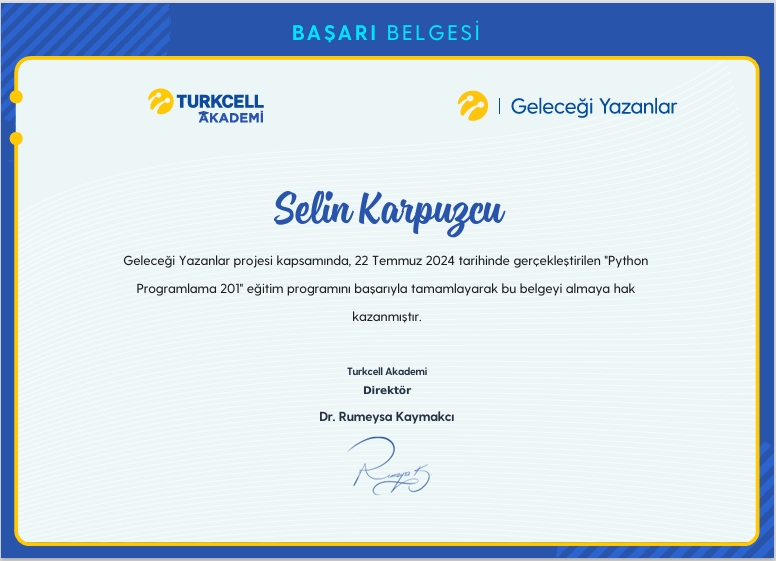 BAŞARI BELGESİ
TURKCELL
AKADEMİ
Geleceği Yazanlar
Selin Karpuzcu
Geleceği Yazanlar projesi kapsamında, 22 Temmuz 2024 tarihinde gerçekleştirilen "Python
Programlama 201" eğitim programını başarıyla tamamlayarak bu belgeyi almaya hak
kazanmıştır.
Turkcell Akademi
Direktör
Dr. Rumeysa Kaymakcı
Rumeysa K